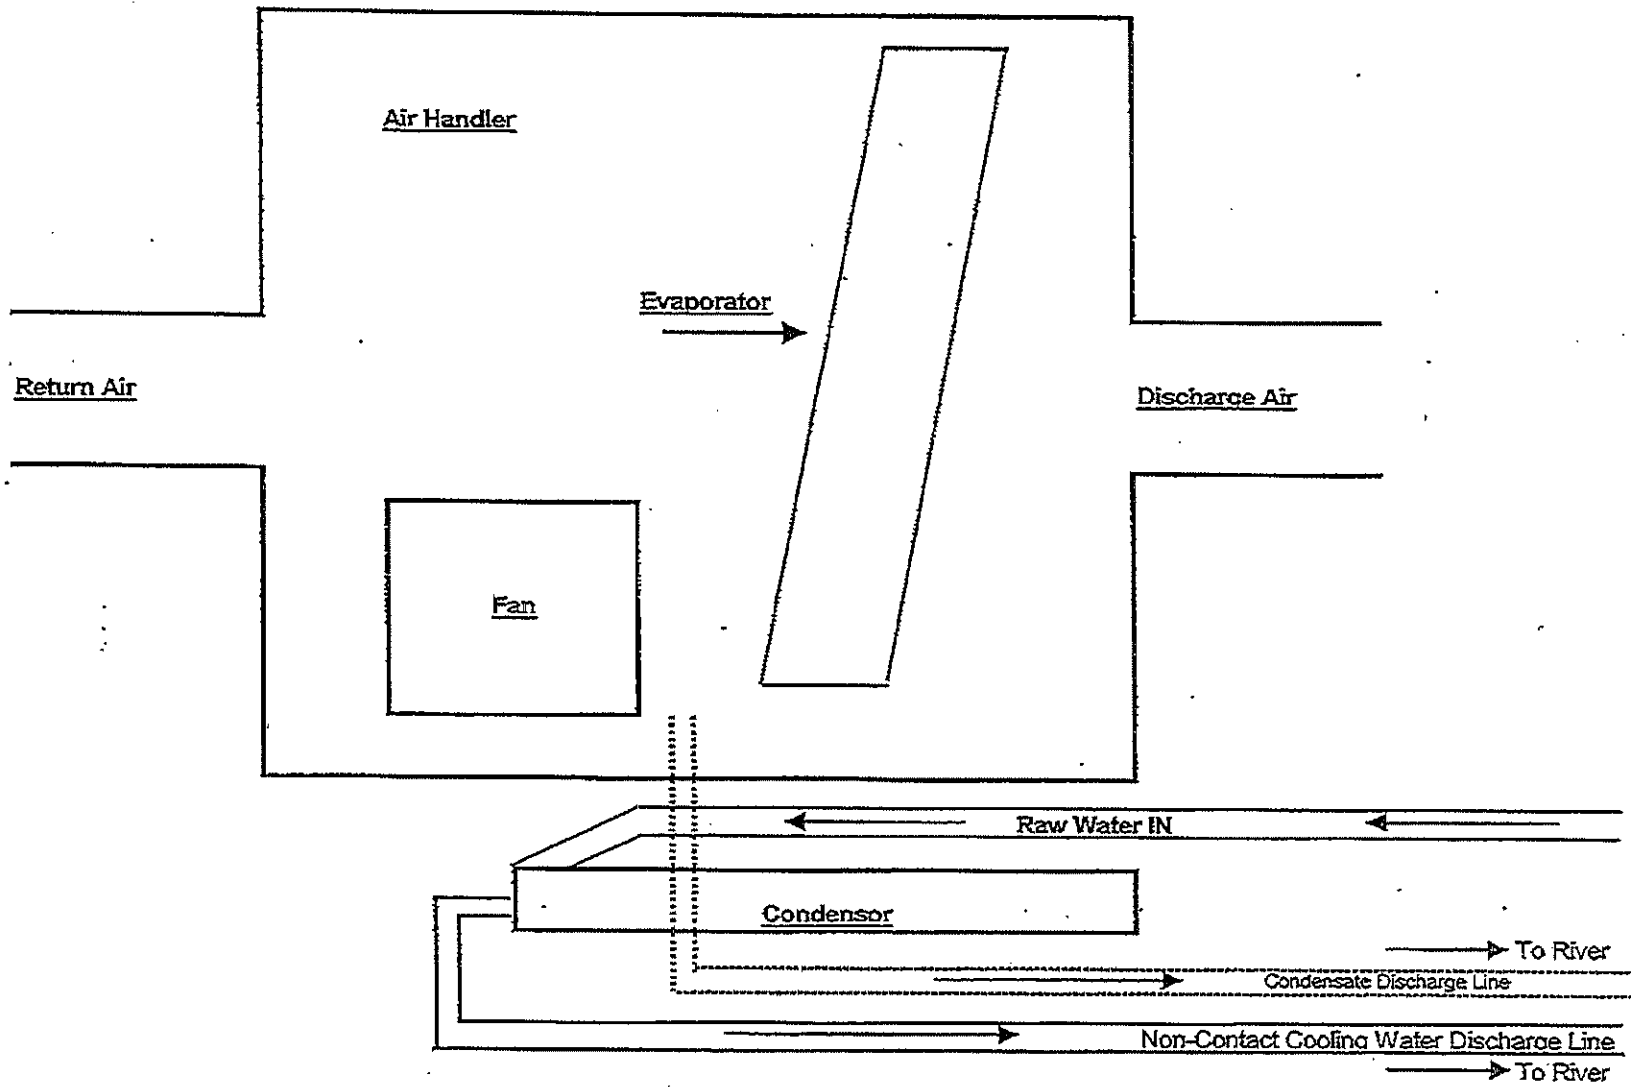 Air Handler
Evaporator
Return Air
Discharge Air
Fan
Raw Water IN
Condensor
To River
Condensate Discharge Line
Non-Contact Cooling Water Discharge Line
To River